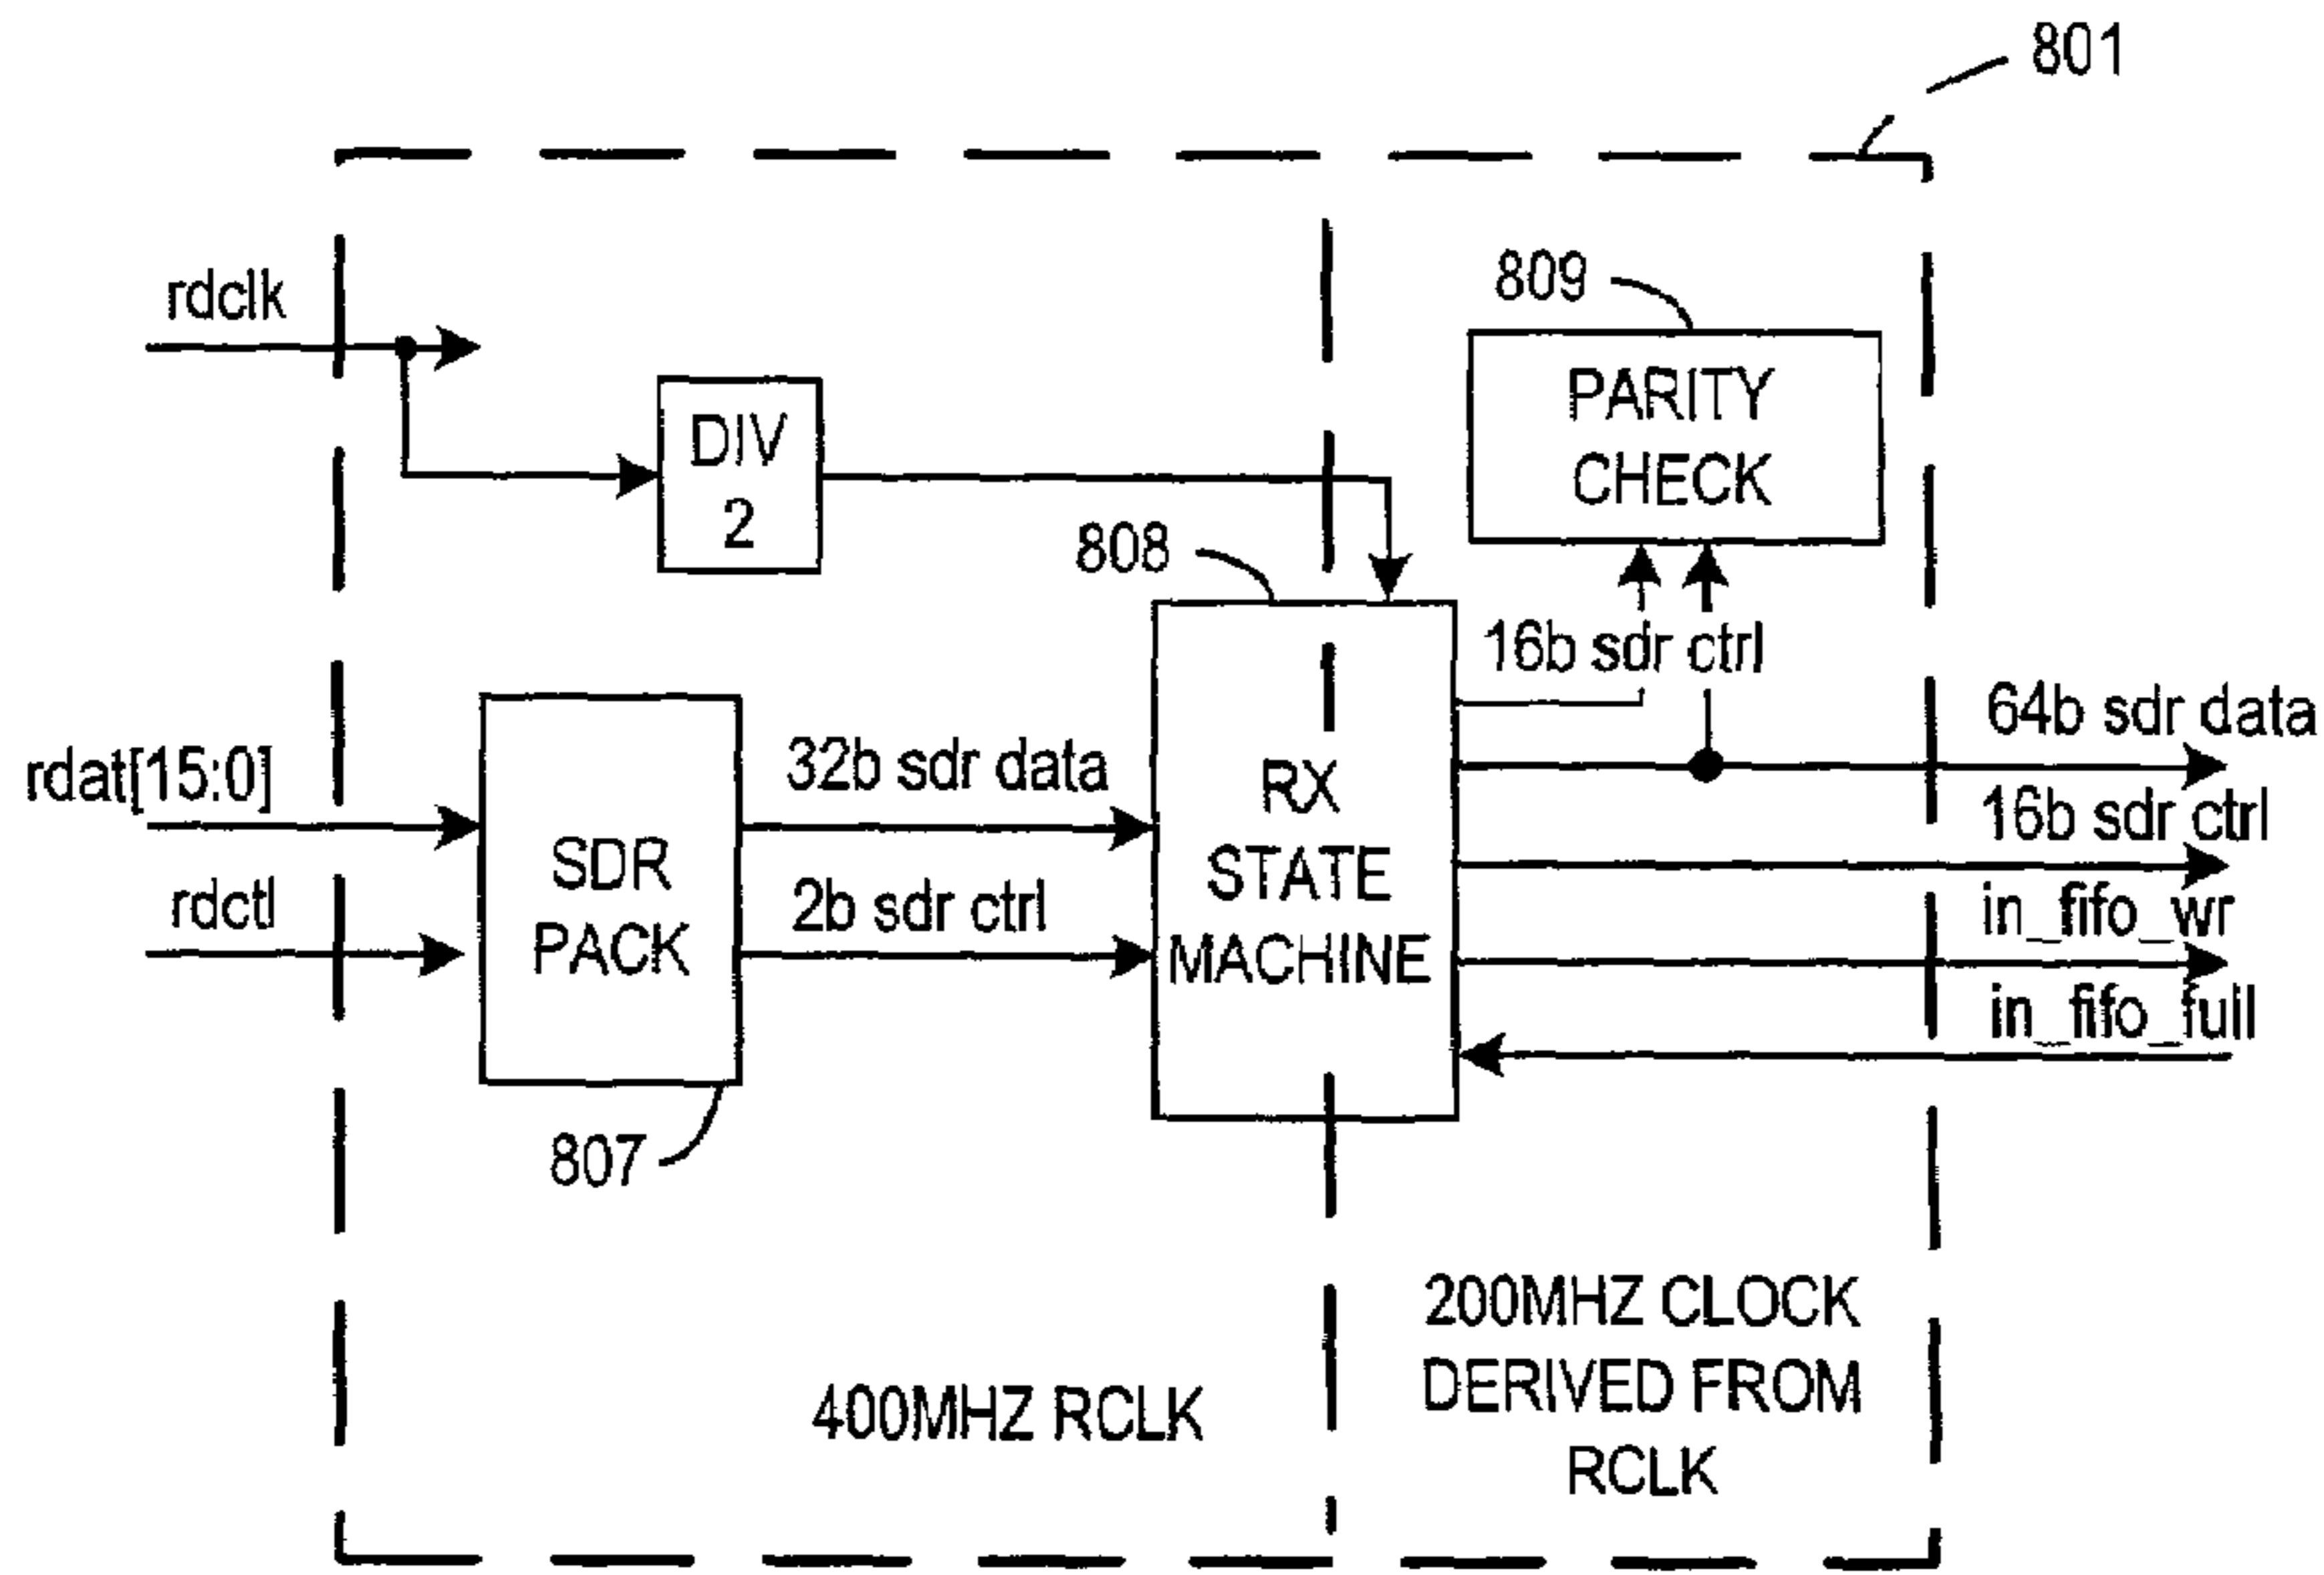 801
rdclk
809
PARITY
CHECK
DIV
2
808
16b sdr ctrl
64b sdr data
rdat[15:0]
32b sdr data
RX
16b sdr ctrl
SDR
STATE
rdctl
2b sdr ctrl
in_fifo_wr
PACK
MACHINE
in_fifo_full
807
200MHZ CLOCK
DERIVED FROM
RCLK
400MHZ RCLK